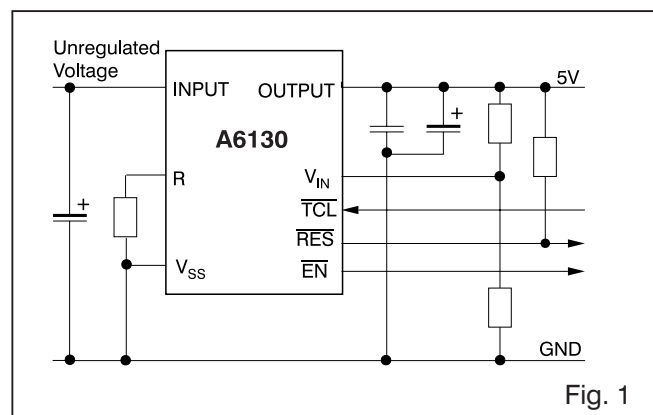 Unregulated
Voltage
INPUT OUTPUT 5V
A6130
R
V_IN
TCL
RES
V_SS
EN
GND
Fig. 1
+
+